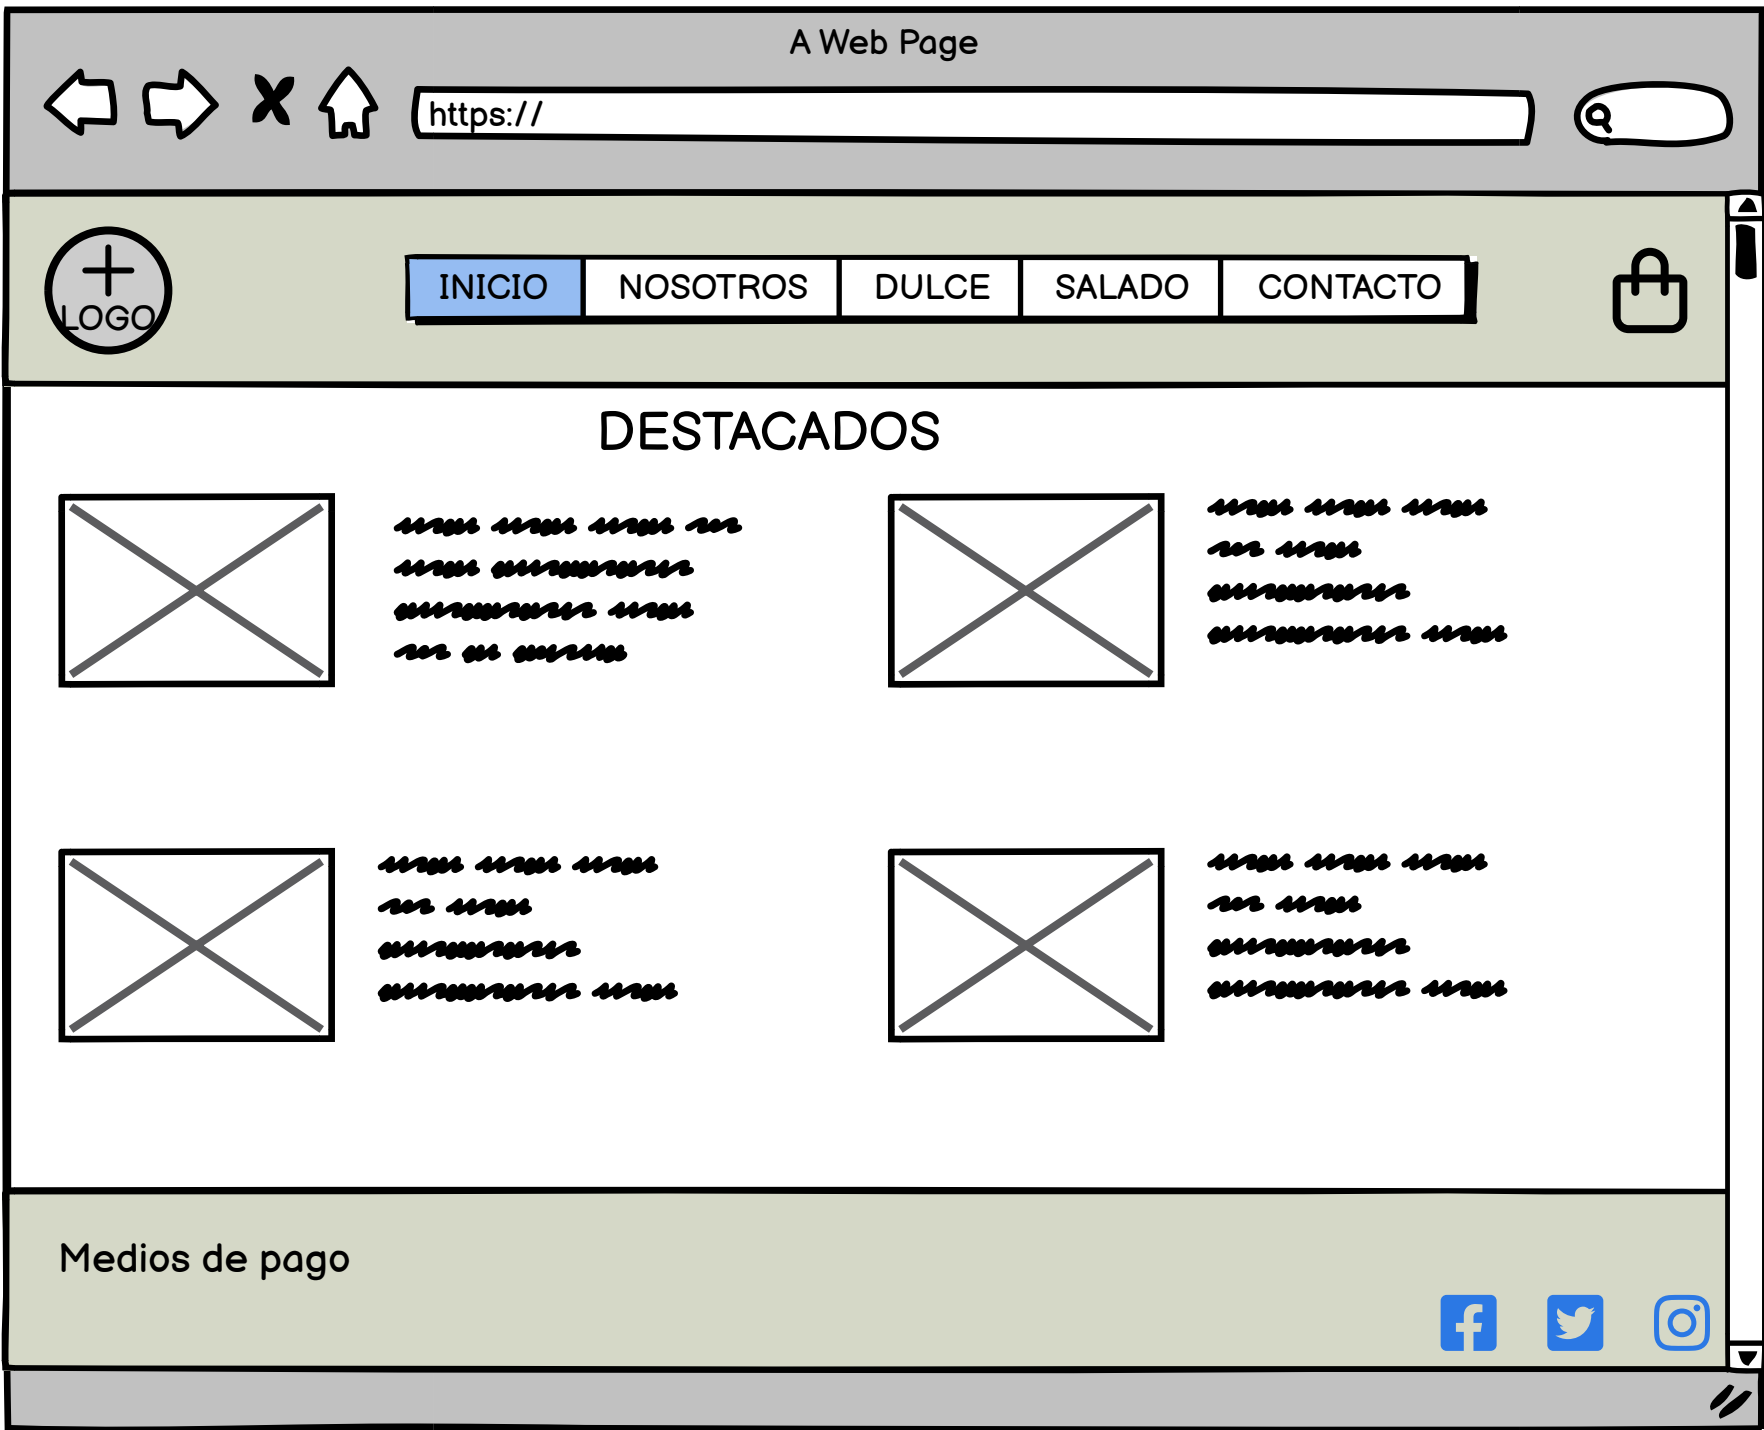 A Web Page
https://
LOGO
INICIO NOSOTROS DULCE SALADO CONTACTO
DESTACADOS
Medios de pago